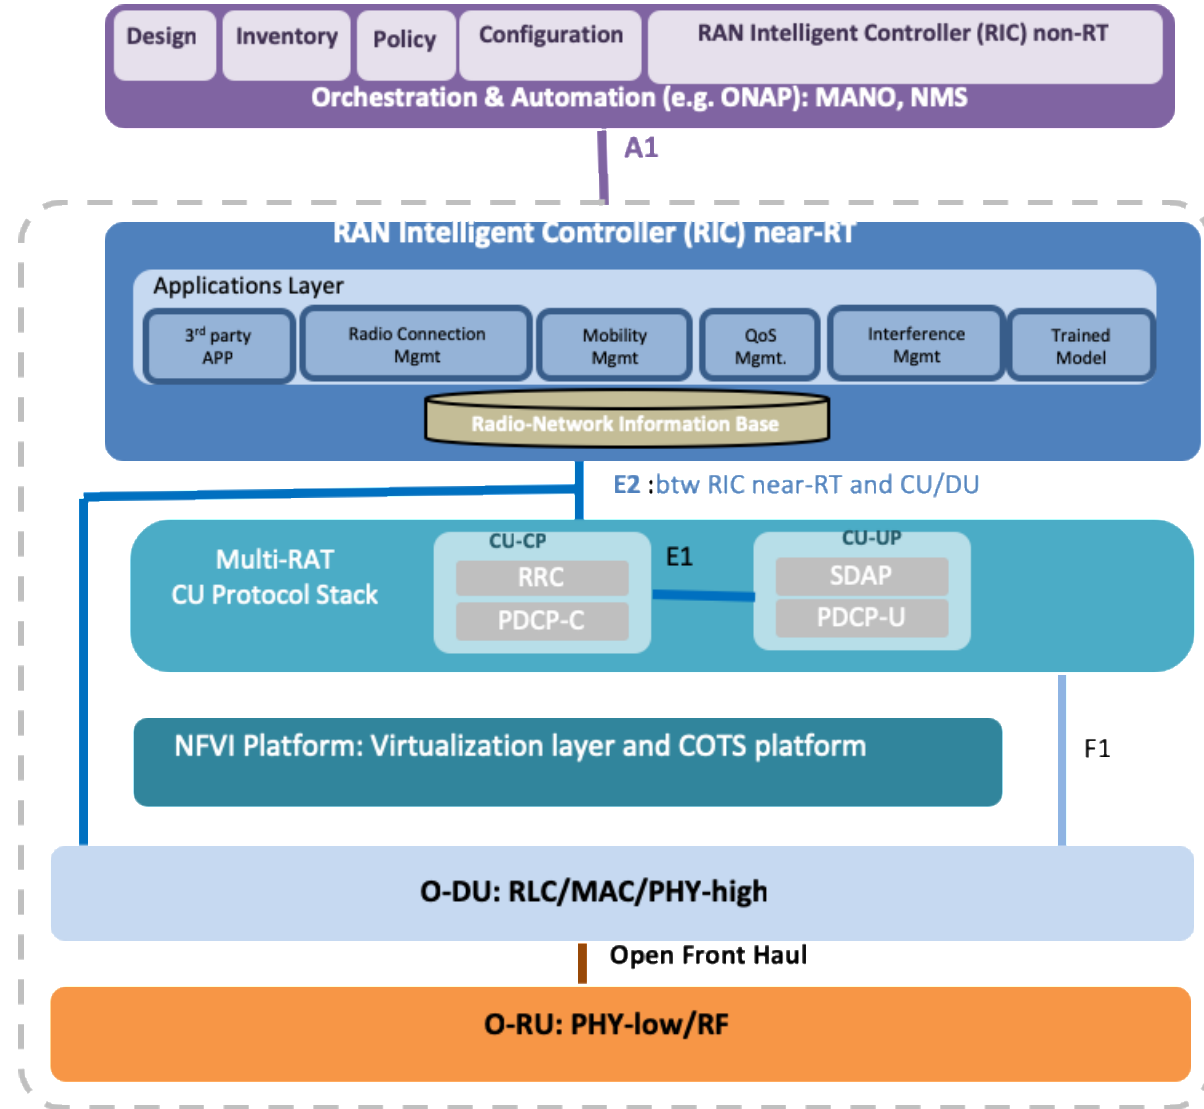 Design
Inventory
Policy
Configuration
RAN Intelligent Controller (RIC) non-RT
Orchestration & Automation (e.g. ONAP): MANO, NMS
A1
RAN Intelligent Controller (RIC) near-RT
Applications Layer
3rd party
APP
Radio Connection
Mgmt
Mobility
Mgmt
QoS
Mgmt.
Interference
Mgmt
Trained
Model
Radio-Network Information Base
E2 :btw RIC near-RT and CU/DU
Multi-RAT
CU Protocol Stack
CU-CP
RRC
PDCP-C
E1
CU-UP
SDAP
PDCP-U
NFVI Platform: Virtualization layer and COTS platform
F1
O-DU: RLC/MAC/PHY-high
Open Front Haul
O-RU: PHY-low/RF